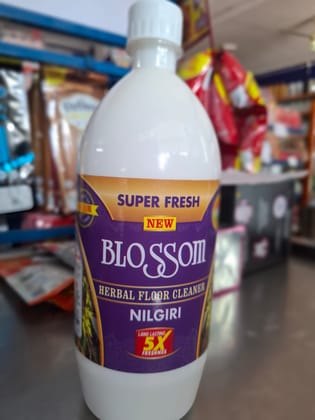 SUPER FRESH
NEW
BLOSSOM
HERBAL FLOOR CLEANER
NILGIRI
LONG LASTING
5X
FRESHNESS